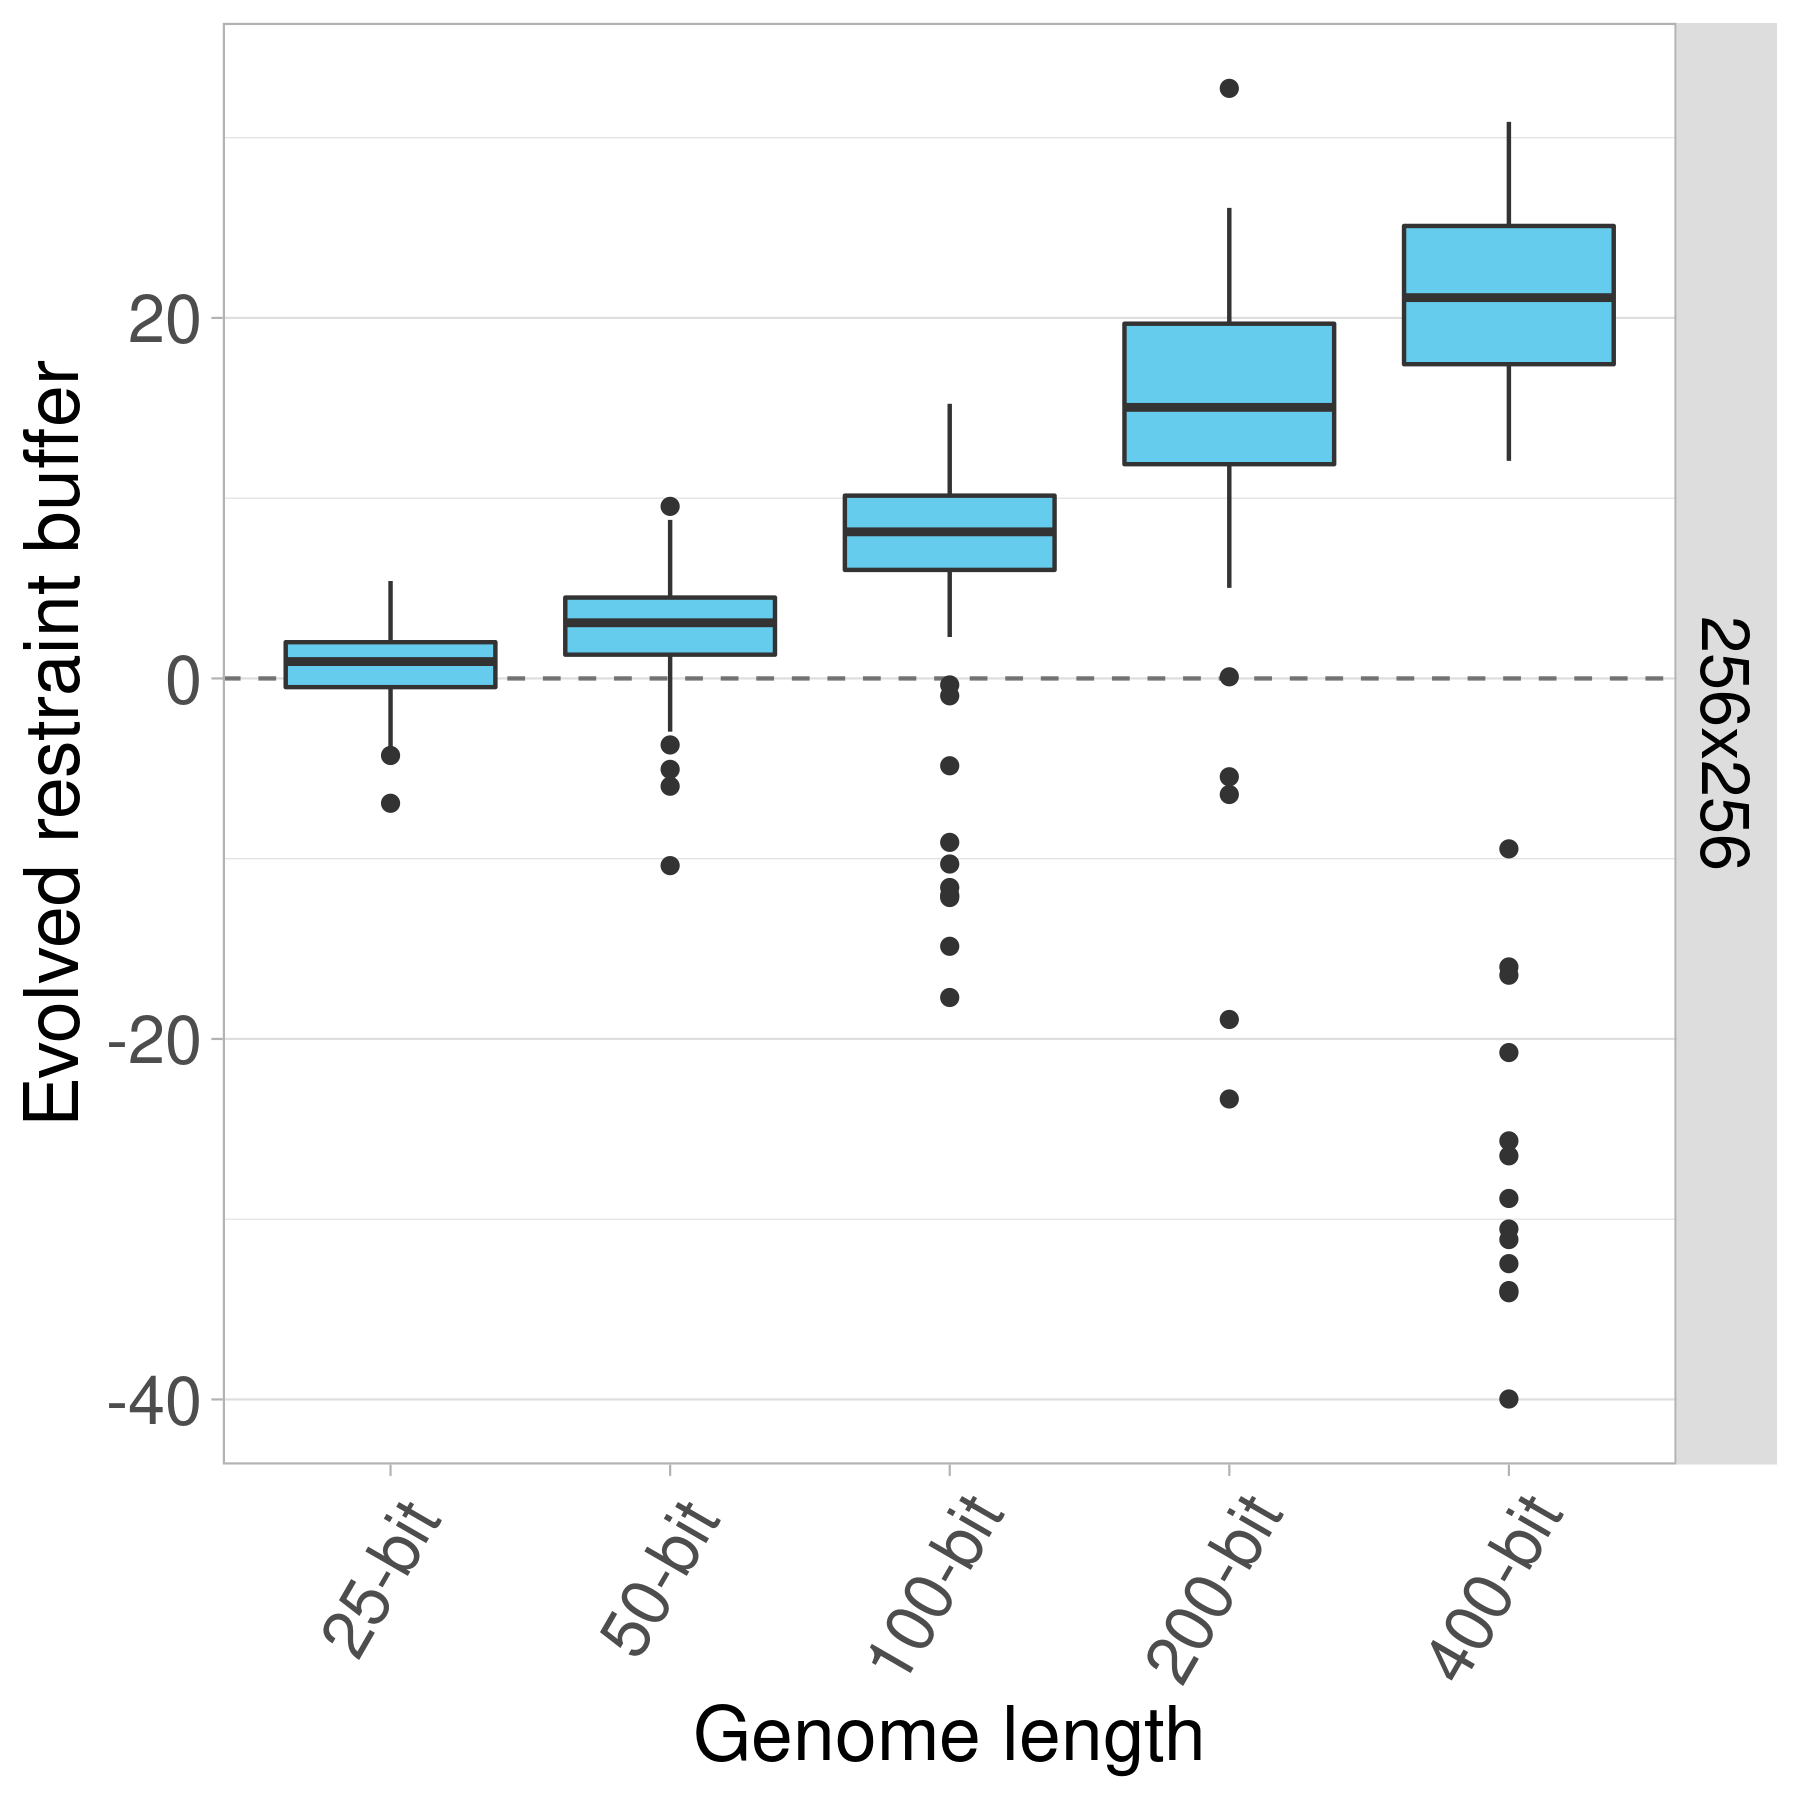 Evolved restraint buffer
20
0
-20
-40
256x256
25-bit
50-bit
100-bit
200-bit
400-bit
Genome length